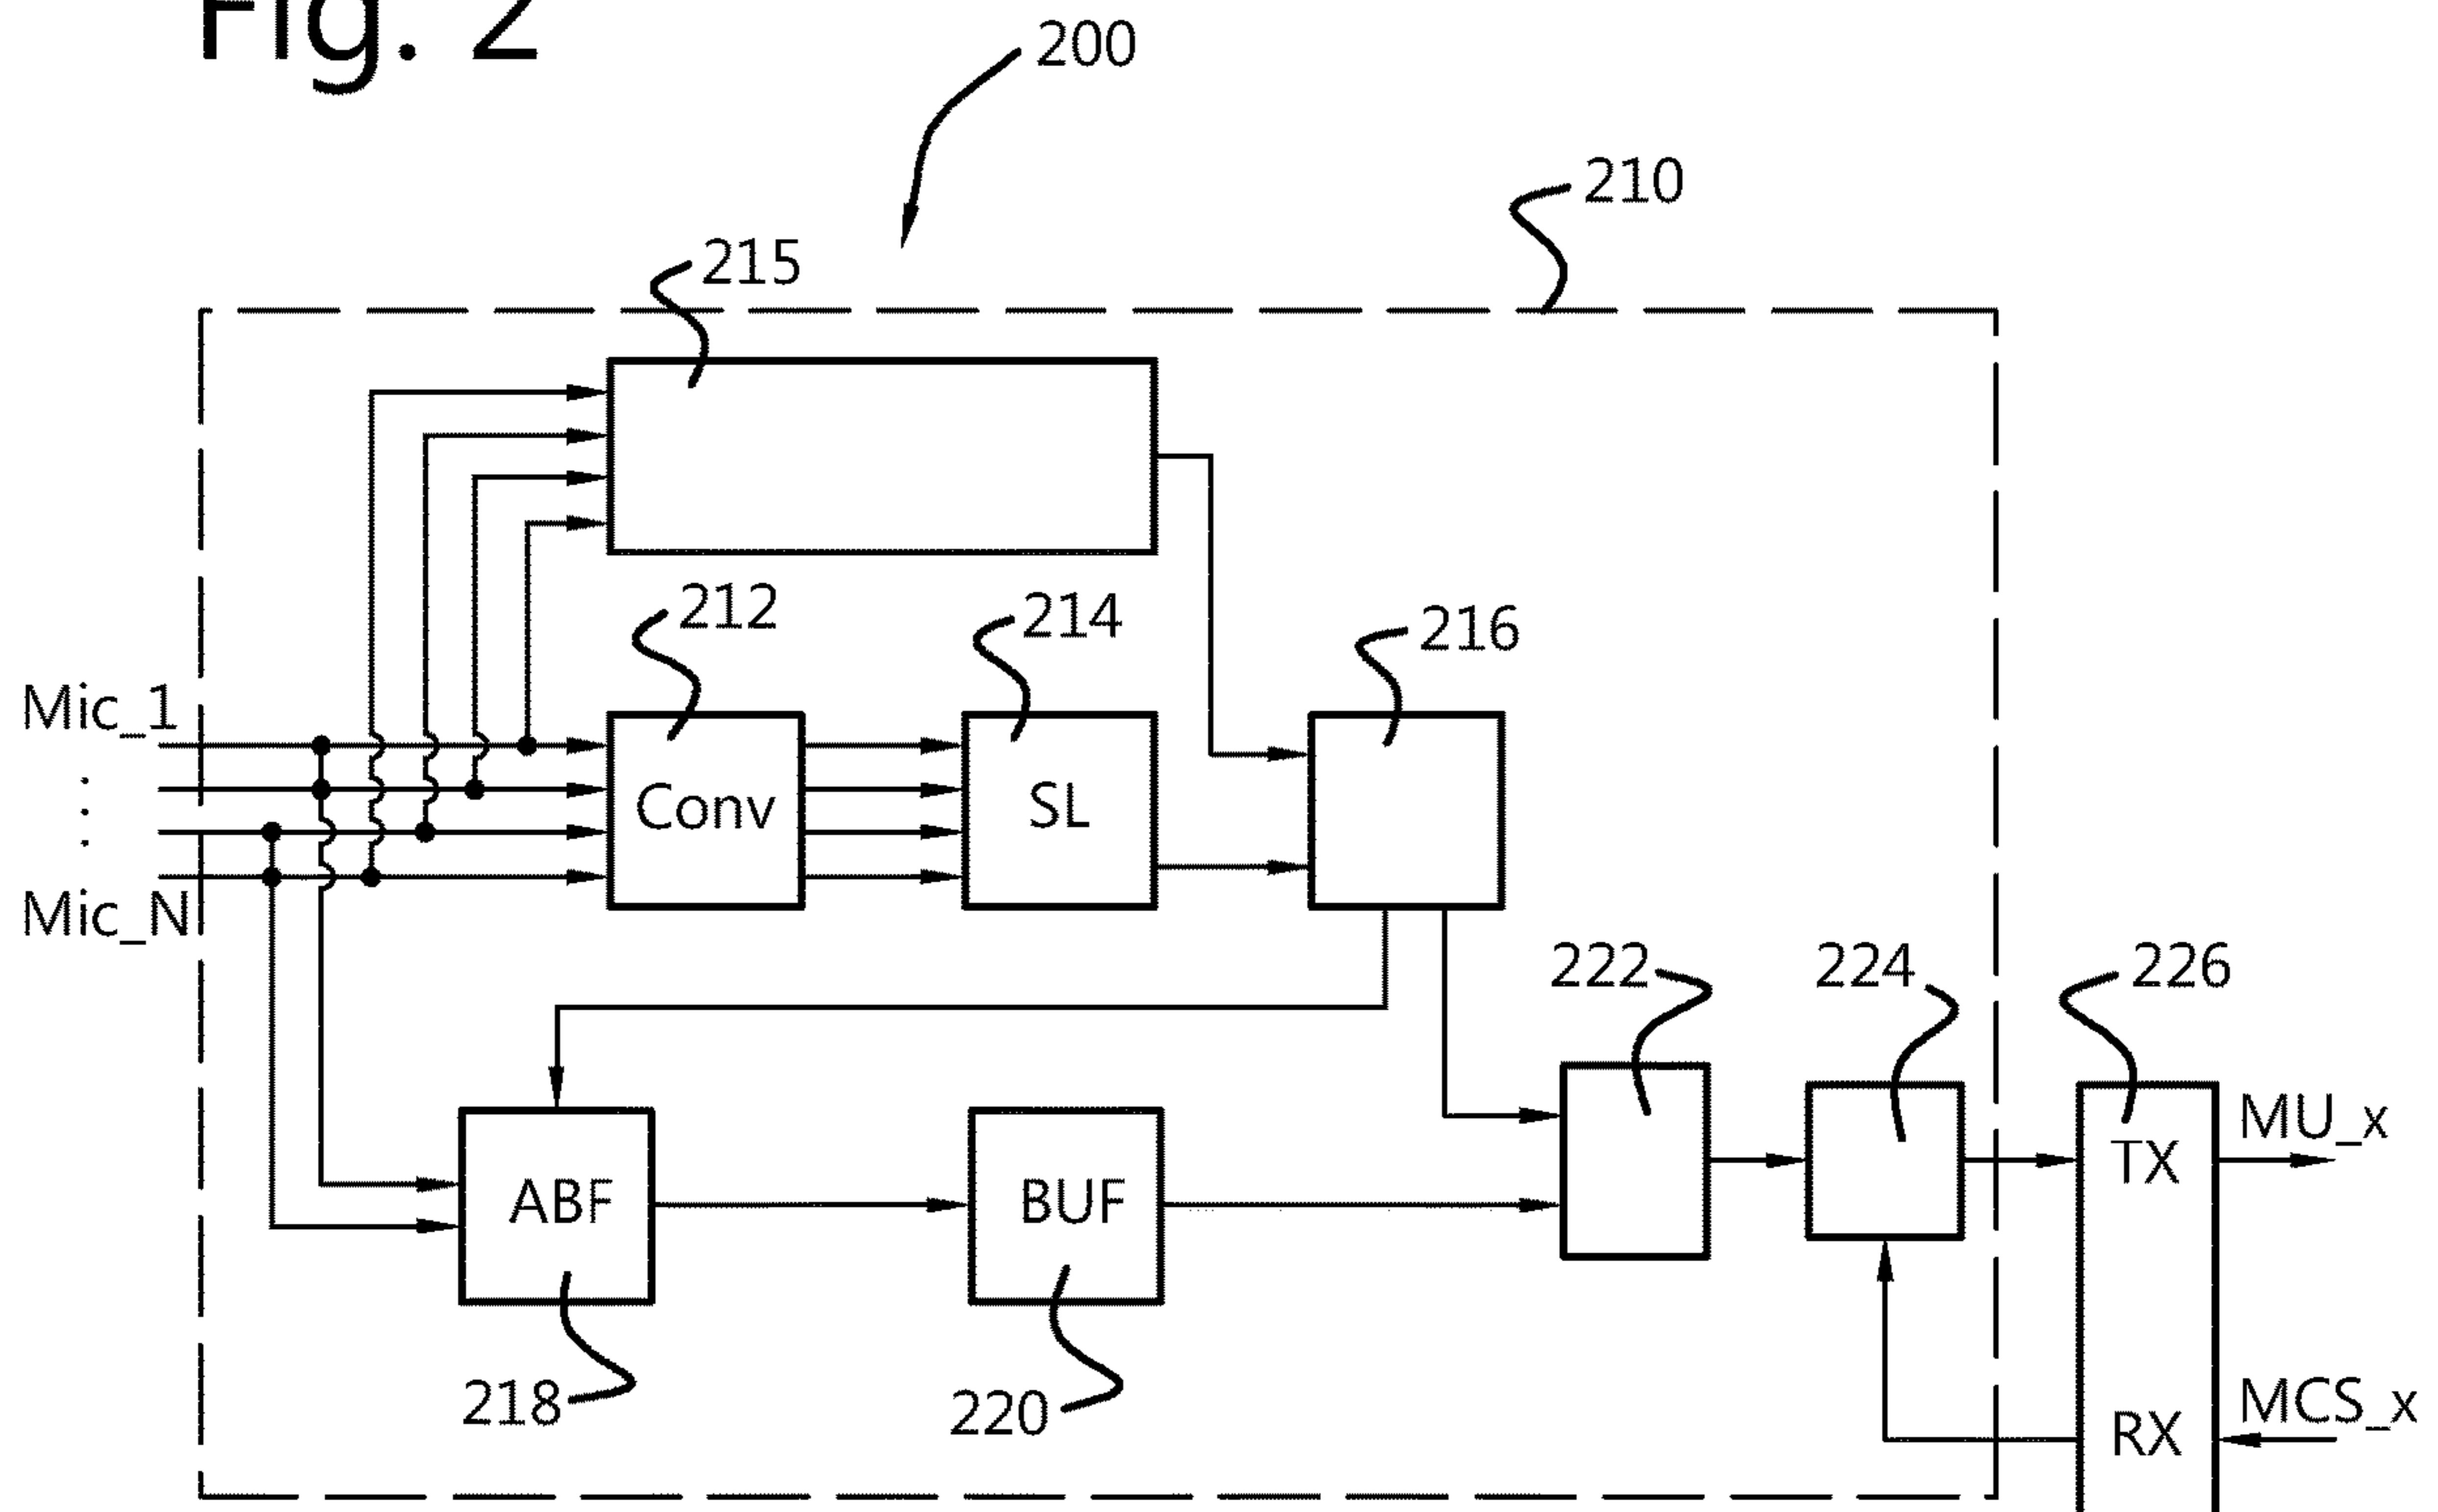 Fig. 2
200
210
215
212
214
216
Mic_1
Conv
SL
Mic_N
222
224
226
MU_x
TX
ABF
BUF
218
220
MCS_x
RX